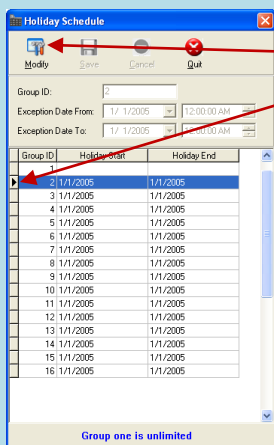 Holiday Schedule
Modify Save Cancel Quit
Group ID: 2
Exception Date From: 1/ 1/2005 12:00:00 AM
Exception Date To: 1/ 1/2005 12:00:00 AM
Group ID Holiday Start Holiday End
1
2 1/1/2005 1/1/2005
3 1/1/2005 1/1/2005
4 1/1/2005 1/1/2005
5 1/1/2005 1/1/2005
6 1/1/2005 1/1/2005
7 1/1/2005 1/1/2005
8 1/1/2005 1/1/2005
9 1/1/2005 1/1/2005
10 1/1/2005 1/1/2005
11 1/1/2005 1/1/2005
12 1/1/2005 1/1/2005
13 1/1/2005 1/1/2005
14 1/1/2005 1/1/2005
15 1/1/2005 1/1/2005
16 1/1/2005 1/1/2005
Group one is unlimited